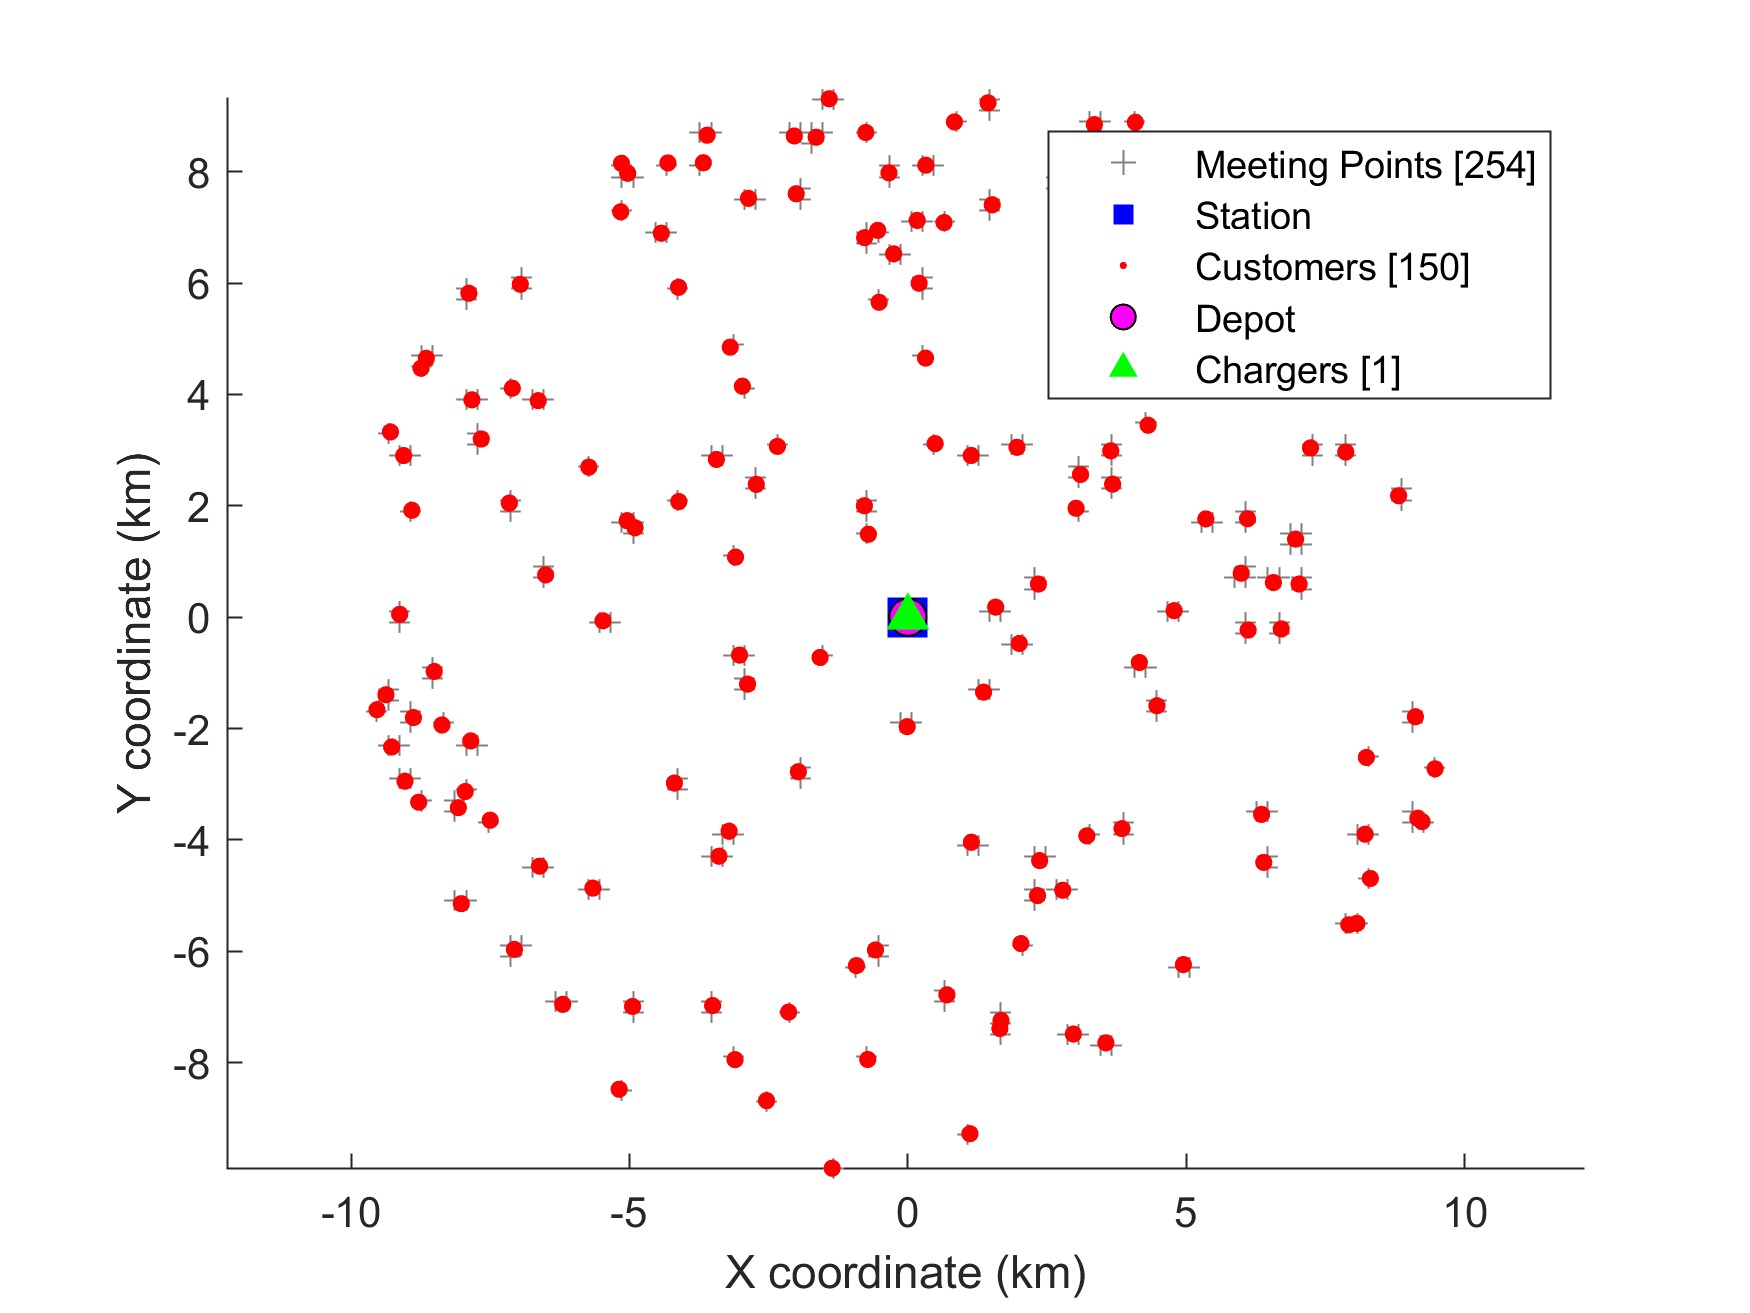 8
6
4
2
0
-2
-4
-6
-8
Y coordinate (km)
Meeting Points [254]
Station
Customers [150]
Depot
Chargers [1]
-10 -5 0 5 10
X coordinate (km)